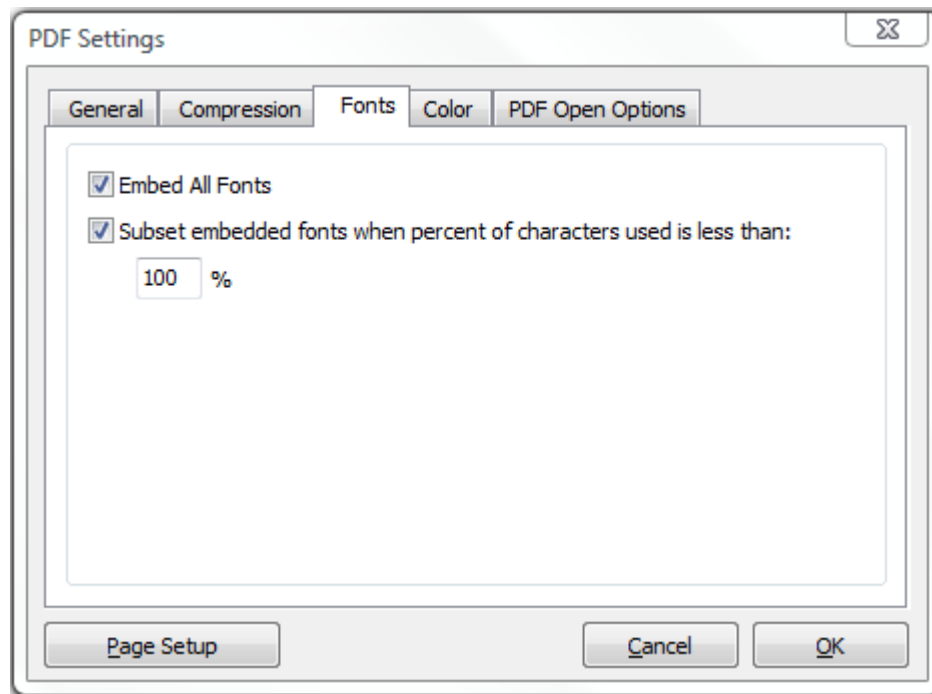 PDF Settings
General Compression Fonts Color PDF Open Options
Embed All Fonts
Subset embedded fonts when percent of characters used is less than:
100 %
Page Setup Cancel OK